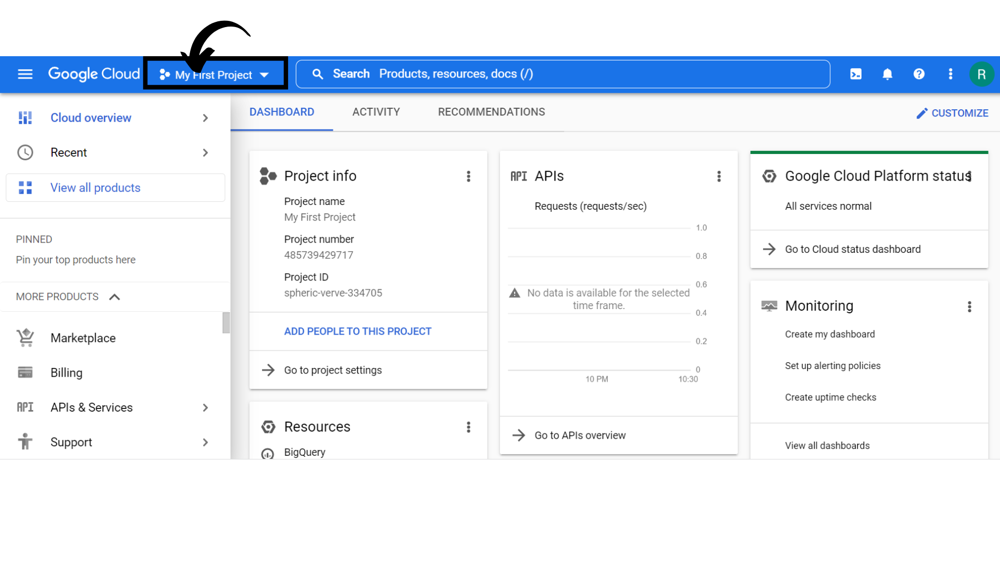 Google Cloud
My First Project
Search Products, resources, docs (/)
R
Cloud overview
Recent
View all products
PINNED
Pin your top products here
MORE PRODUCTS
Marketplace
Billing
API APIs & Services
Support
DASHBOARD
ACTIVITY
RECOMMENDATIONS
CUSTOMIZE
Project info
Project name
My First Project
Project number
485739429717
Project ID
spheric-verve-334705
ADD PEOPLE TO THIS PROJECT
Go to project settings
Resources
BigQuery
API APIs
Requests (requests/sec)
1.0
0.8
0.6
No data is available for the selected
time frame.
0.4
0.2
0
10 PM
10:30
Go to APIs overview
Google Cloud Platform status
All services normal
Go to Cloud status dashboard
Monitoring
Create my dashboard
Set up alerting policies
Create uptime checks
View all dashboards